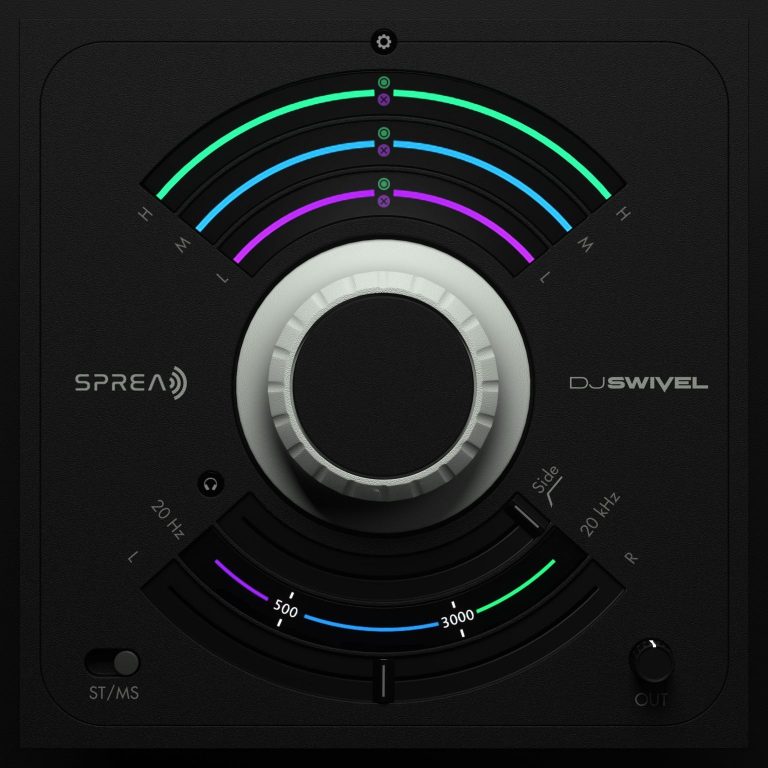 H
M
L
H
M
L
SPREAD
DJSWIVEL
Side
20 Hz
20 kHz
L
R
500
3000
ST/MS
OUT